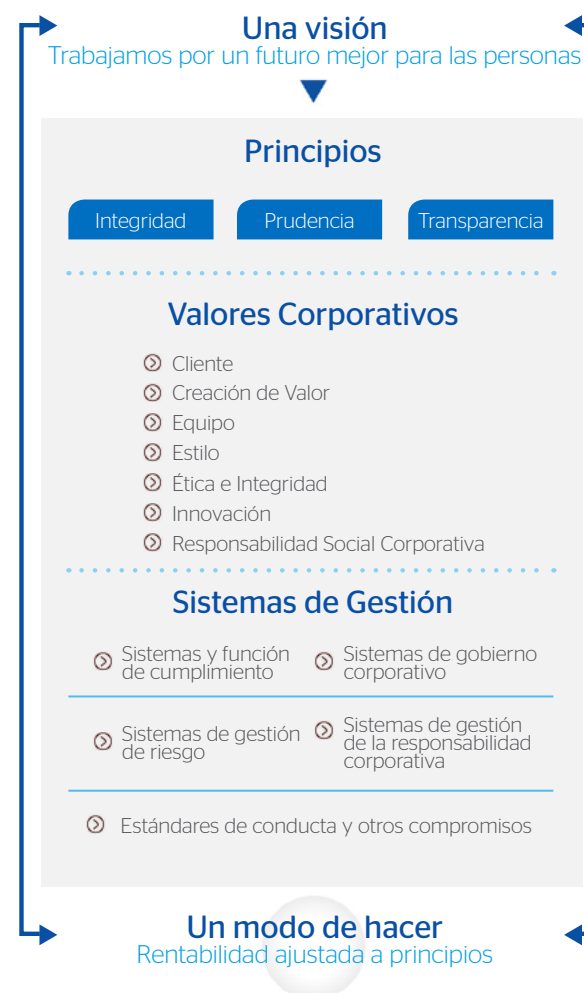 Una visión
Trabajamos por un futuro mejor para las personas
Principios
Integridad
Prudencia
Transparencia
Valores Corporativos
Cliente
Creación de Valor
Equipo
Estilo
Ética e Integridad
Innovación
Responsabilidad Social Corporativa
Sistemas de Gestión
Sistemas y función
de cumplimiento
Sistemas de gobierno
corporativo
Sistemas de gestión
de riesgo
Sistemas de gestión
de la responsabilidad
corporativa
Estándares de conducta y otros compromisos
Un modo de hacer
Rentabilidad ajustada a principios